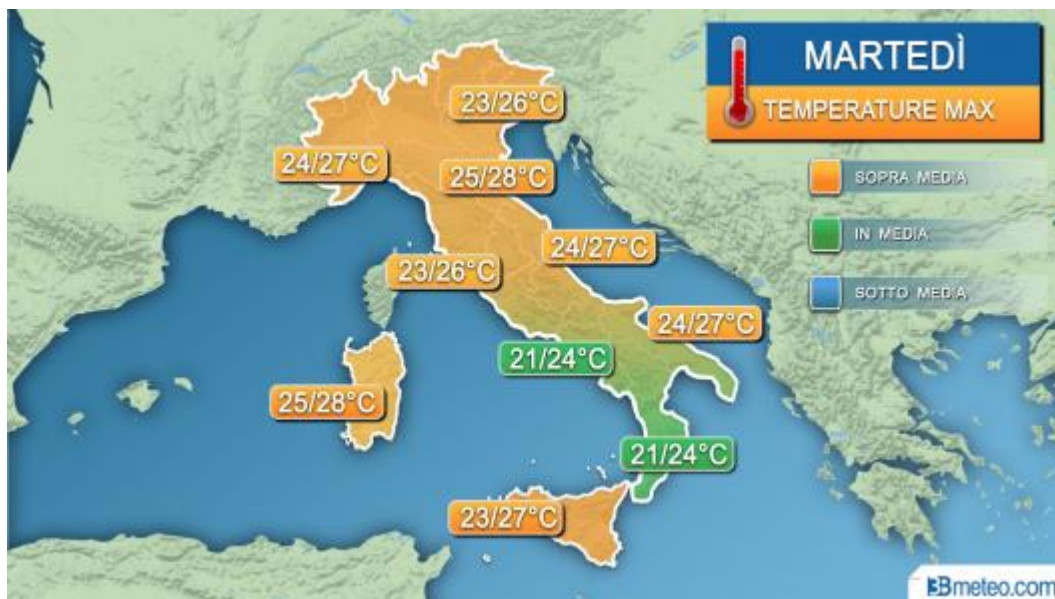 MARTEDÌ
TEMPERATURE MAX
SOPRA MEDIA
IN MEDIA
SOTTO MEDIA
23/26°C
24/27°C
25/28°C
24/27°C
23/26°C
24/27°C
21/24°C
25/28°C
21/24°C
23/27°C
3Bmeteo.com